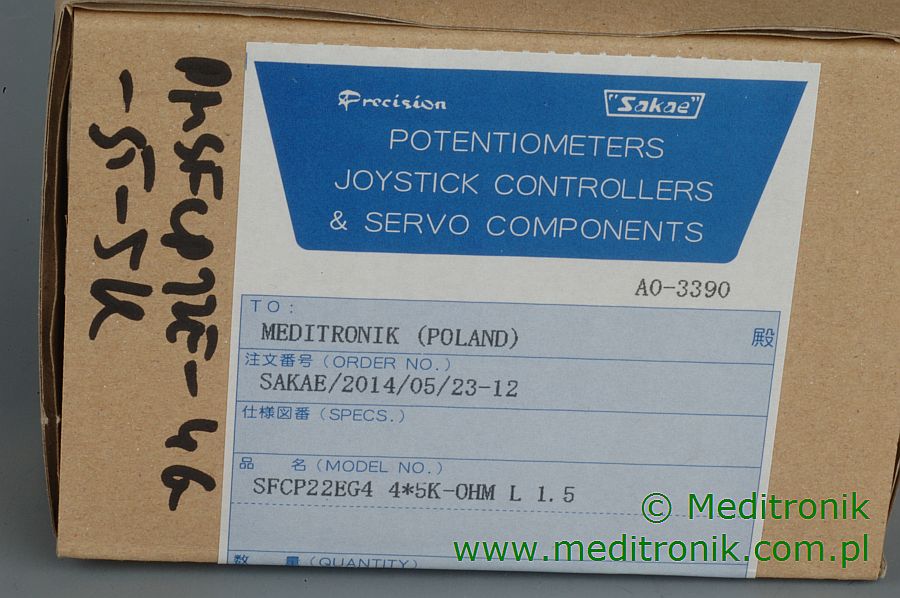 Precision
"Sakae"
POTENTIOMETERS
JOYSTICK CONTROLLERS
& SERVO COMPONENTS
AO-3390
TO:
MEDITRONIK (POLAND) 殿
注文番号 (ORDER NO.)
SAKAE/2014/05/23-12
仕様図番 (SPECS.)
品 名 (MODEL NO.)
SFCP22EG4 4*5K-OHM L 1.5
数 量 (QUANTITY)
© Meditronik
www.meditronik.com.pl